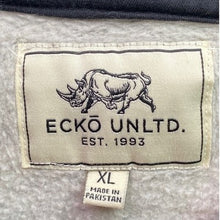 ECKŌ UNLTD.
EST. 1993
XL
MADE IN
PAKISTAN